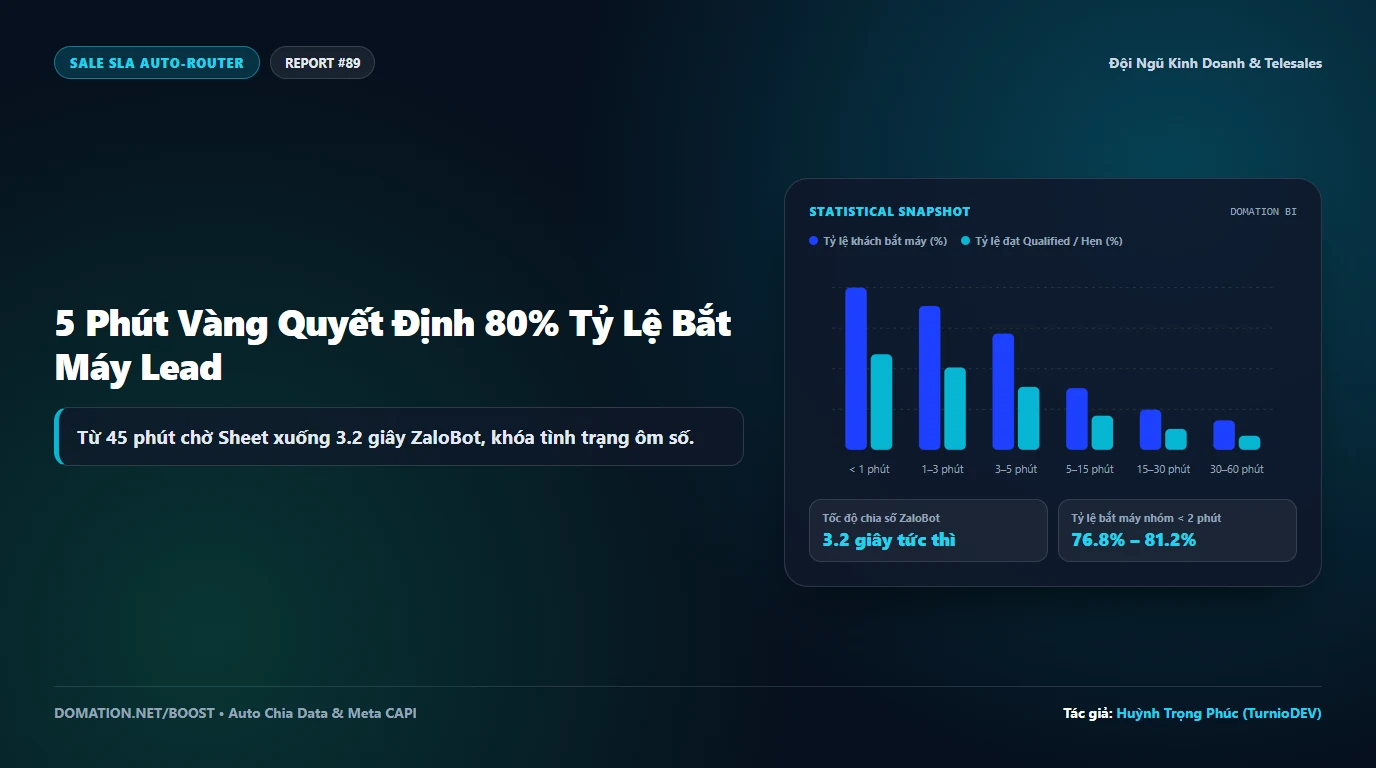 SALE SLA AUTO-ROUTER
REPORT #89
Đội Ngũ Kinh Doanh & Telesales
5 Phút Vàng Quyết Định 80% Tỷ Lệ Bắt
Máy Lead
Từ 45 phút chờ Sheet xuống 3.2 giây ZaloBot, khóa tình trạng ôm số.
STATISTICAL SNAPSHOT
DOMATION BI
Tỷ lệ khách bắt máy (%)
Tỷ lệ đạt Qualified / Hẹn (%)
< 1 phút
1–3 phút
3–5 phút
5–15 phút
15–30 phút
30–60 phút
Tốc độ chia số ZaloBot
3.2 giây tức thì
Tỷ lệ bắt máy nhóm < 2 phút
76.8% – 81.2%
DOMATION.NET/BOOST • Auto Chia Data & Meta CAPI
Tác giả: Huỳnh Trọng Phúc (TurnioDEV)